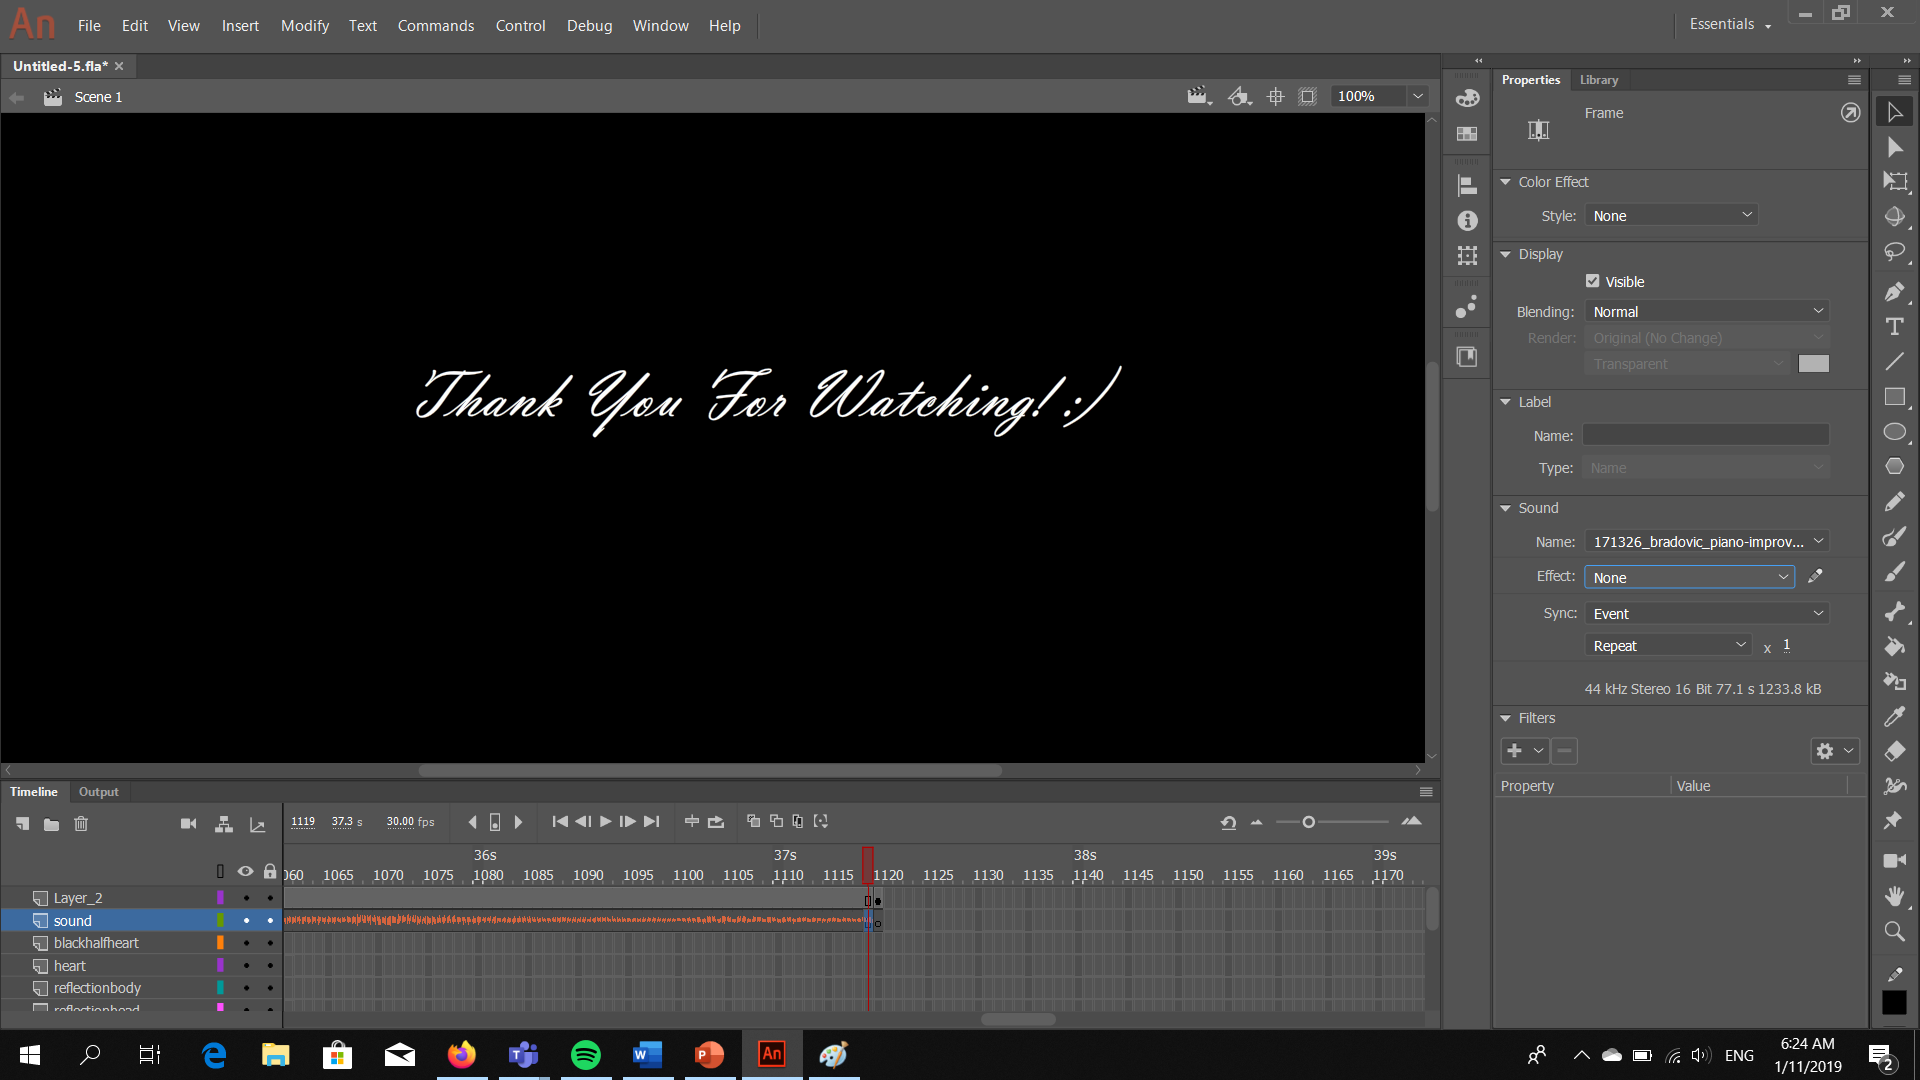 An File Edit View Insert Modify Text Commands Control Debug Window Help Essentials
Untitled-5.fla*
Scene 1 100%
Thank You For Watching! :)
Properties Library
Frame
Color Effect
Style: None
Display
Visible
Blending: Normal
Render: Original (No Change)
Transparent
Label
Name:
Type: Name
Sound
Name: 171326_bradovic_piano-improv...
Effect: None
Sync: Event
Repeat x 1
44 kHz Stereo 16 Bit 77.1 s 1233.8 kB
Filters
Property Value
Timeline Output
1119 37.3 s 30.00 fps
36s 37s 38s 39s
060 1065 1070 1075 1080 1085 1090 1095 1100 1105 1110 1115 1120 1125 1130 1135 1140 1145 1150 1155 1160 1165 1170
Layer_2
sound
blackhalfheart
heart
reflectionbody
reflectionhead
An
ENG
6:24 AM
1/11/2019
2